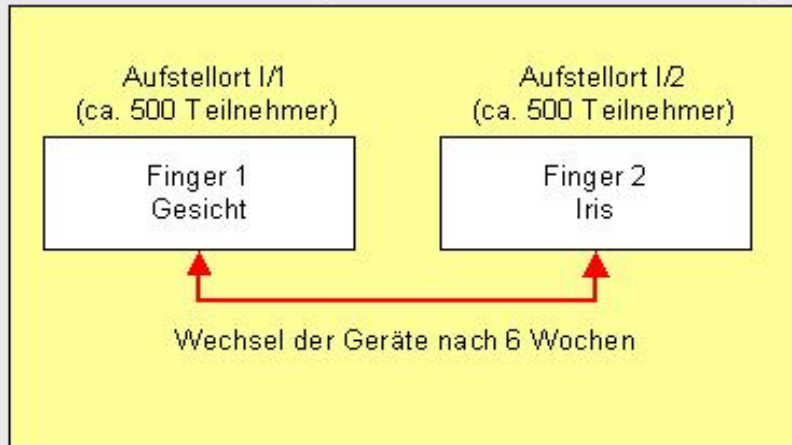 Aufstellort I/1
(ca. 500 Teilnehmer)
Finger 1
Gesicht
Aufstellort I/2
(ca. 500 Teilnehmer)
Finger 2
Iris
Wechsel der Geräte nach 6 Wochen